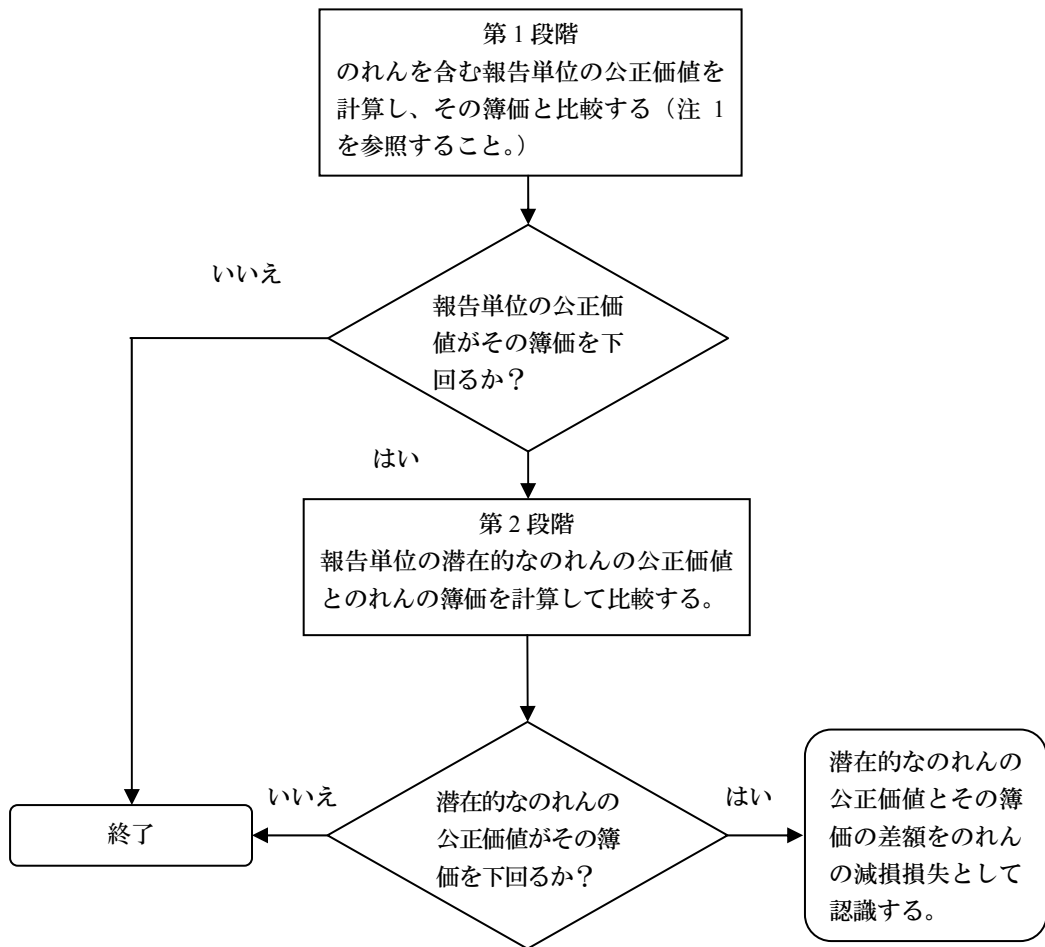 第 1 段階
のれんを含む報告単位の公正価値を
計算し、その簿価と比較する（注 1
を参照すること。）
いいえ
報告単位の公正価
値がその簿価を下
回るか？
はい
第 2 段階
報告単位の潜在的なのれんの公正価値
とのれんの簿価を計算して比較する。
終了
いいえ
潜在的なのれんの
公正価値がその簿
価を下回るか？
はい
潜在的なのれんの
公正価値とその簿
価の差額をのれん
の減損損失として
認識する。